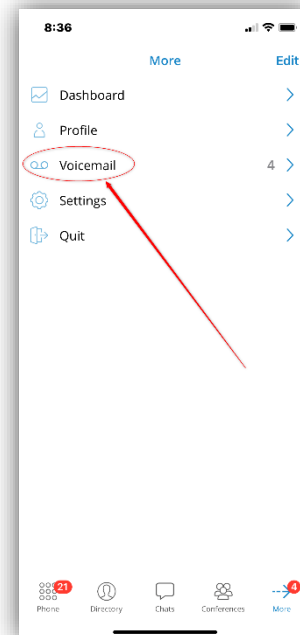 8:36
More Edit
Dashboard
Profile
Voicemail 4
Settings
Quit
21 4
Phone Directory Chats Conferences More